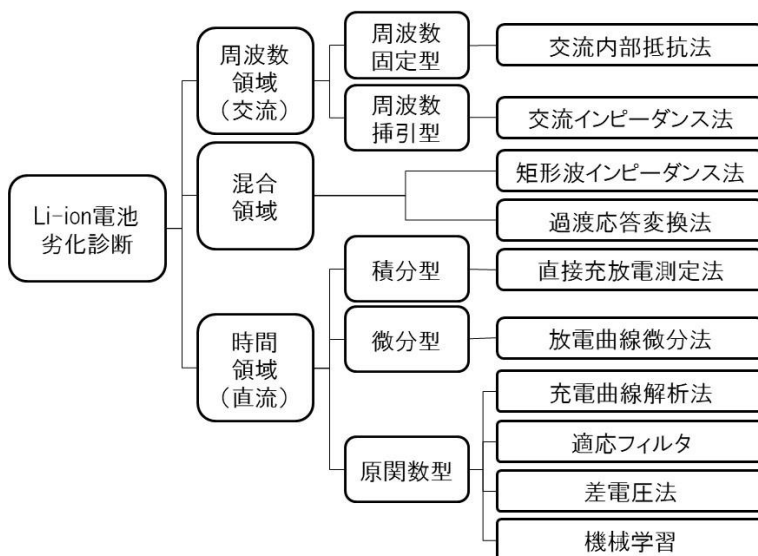 Li-ion電池
劣化診断
周波数
領域
（交流）
周波数
固定型
交流内部抵抗法
周波数
挿引型
交流インピーダンス法
混合
領域
矩形波インピーダンス法
過渡応答変換法
時間
領域
（直流）
積分型
直接充放電測定法
微分型
放電曲線微分法
原関数型
充電曲線解析法
適応フィルタ
差電圧法
機械学習